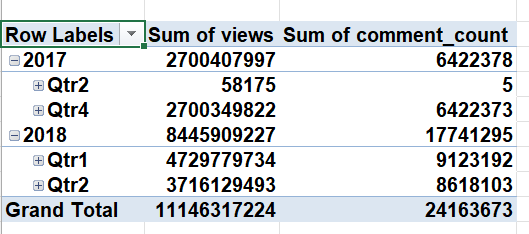 Row Labels Sum of views Sum of comment_count
2017 2700407997 6422378
Qtr2 58175 5
Qtr4 2700349822 6422373
2018 8445909227 17741295
Qtr1 4729779734 9123192
Qtr2 3716129493 8618103
Grand Total 11146317224 24163673